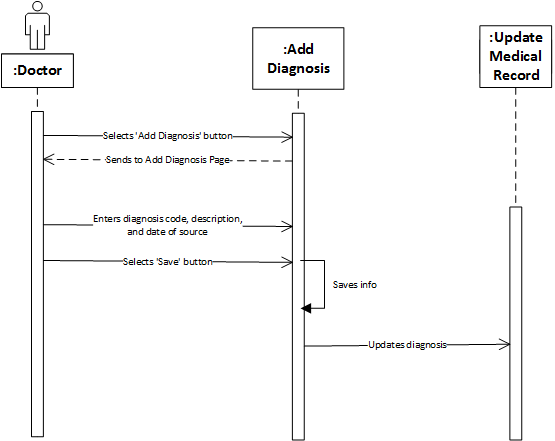 :Doctor
:Add
Diagnosis
:Update
Medical
Record
Selects 'Add Diagnosis' button
Sends to Add Diagnosis Page
Enters diagnosis code, description,
and date of source
Selects 'Save' button
Saves info
Updates diagnosis